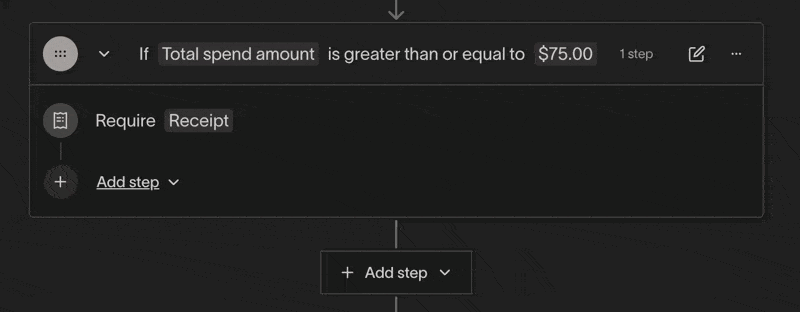 If Total spend amount is greater than or equal to $75.00 1 step
Require Receipt
Add step
Add step